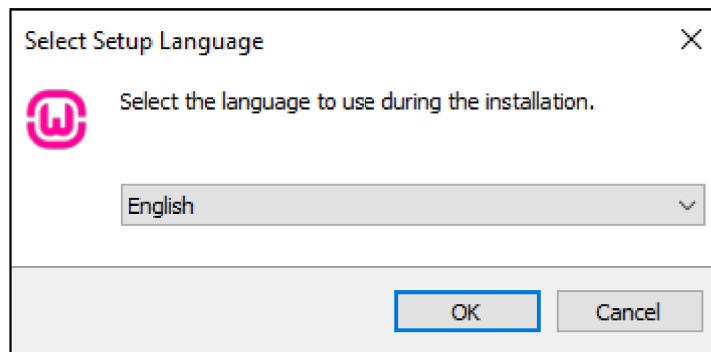 Select Setup Language
Select the language to use during the installation.
English
OK
Cancel